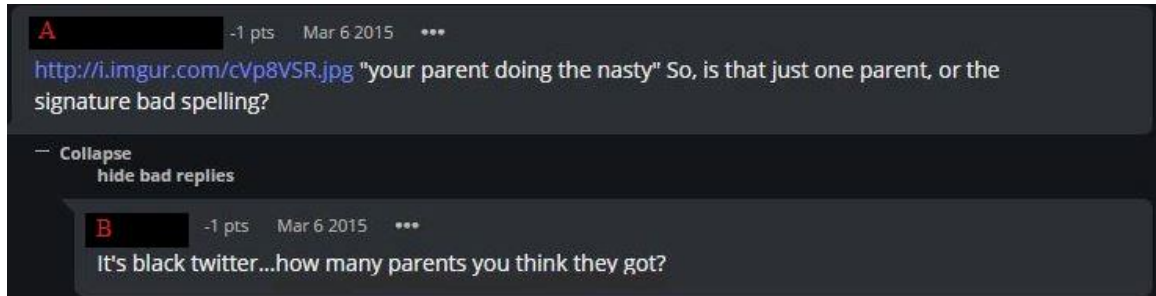 A -1 pts Mar 6 2015 •••
http://i.imgur.com/cVp8VSR.jpg "your parent doing the nasty" So, is that just one parent, or the
signature bad spelling?
— Collapse
hide bad replies
B -1 pts Mar 6 2015 •••
It's black twitter...how many parents you think they got?